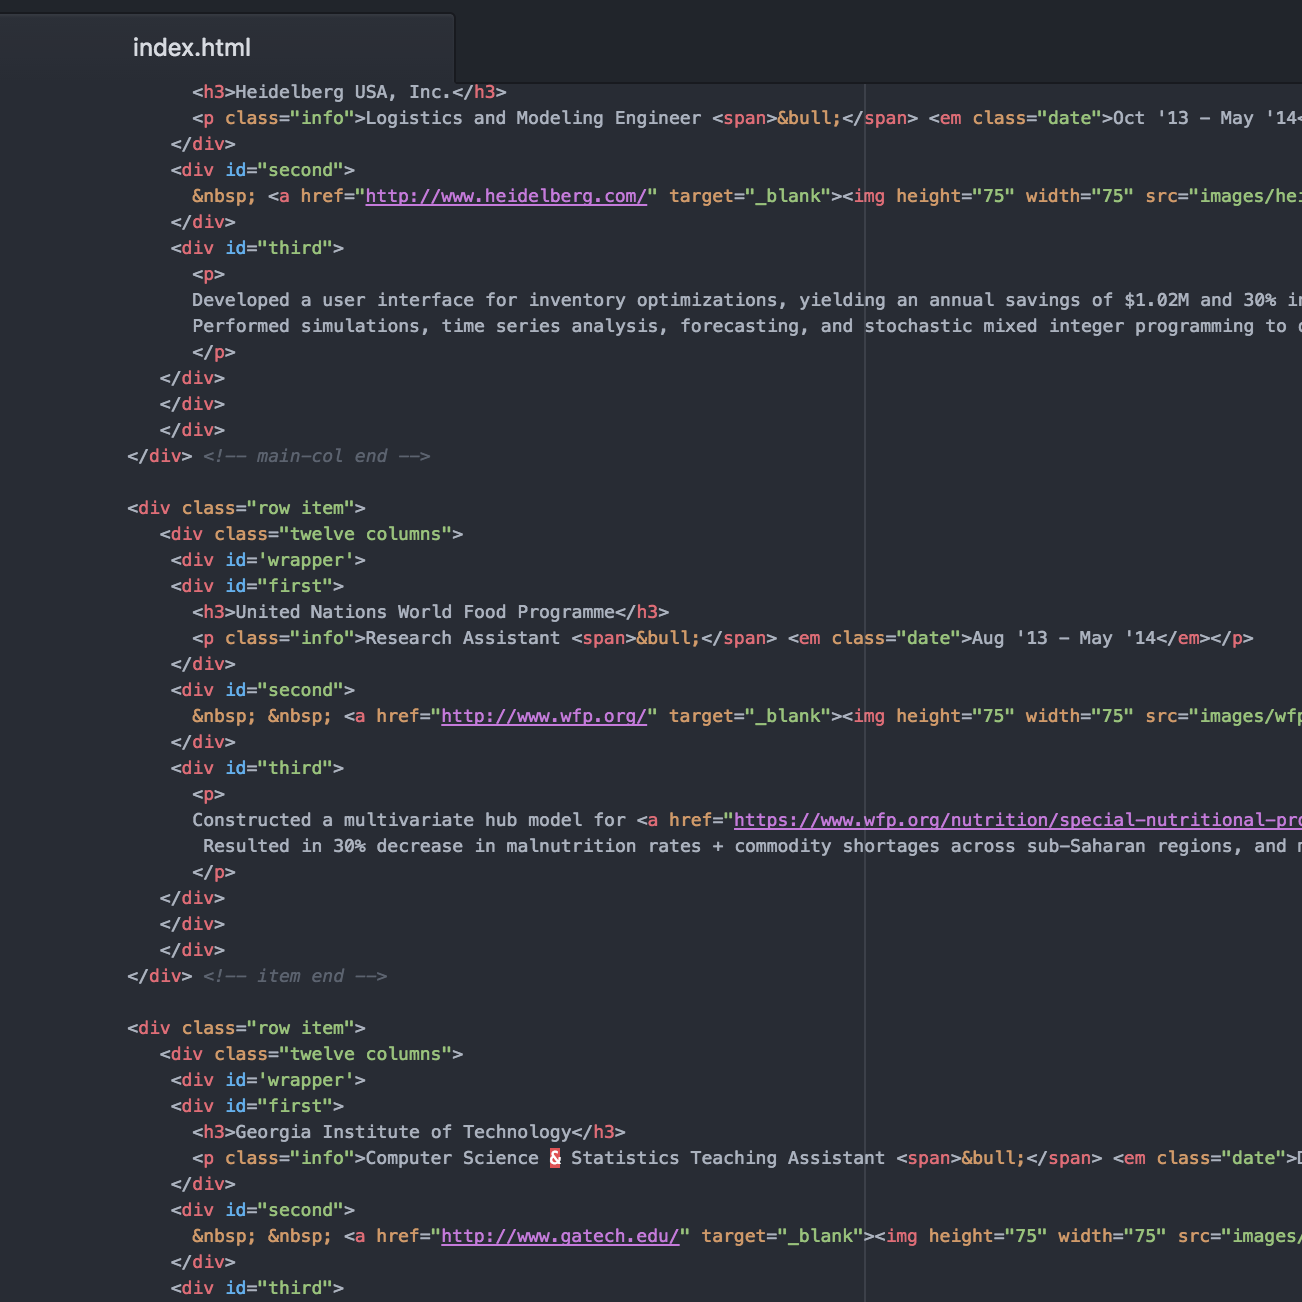 index.html
<h3>Heidelberg USA, Inc.</h3>
<p class="info">Logistics and Modeling Engineer <span>&bull;</span> <em class="date">Oct '13 – May '14<
</div>
<div id="second">
&nbsp; <a href="http://www.heidelberg.com/" target="_blank"><img height="75" width="75" src="images/hei
</div>
<div id="third">
<p>
Developed a user interface for inventory optimizations, yielding an annual savings of $1.02M and 30% in
Performed simulations, time series analysis, forecasting, and stochastic mixed integer programming to
</p>
</div>
</div>
</div>
</div> <!-- main-col end -->
<div class="row item">
<div class="twelve columns">
<div id='wrapper'>
<div id="first">
<h3>United Nations World Food Programme</h3>
<p class="info">Research Assistant <span>&bull;</span> <em class="date">Aug '13 – May '14</em></p>
</div>
<div id="second">
&nbsp; &nbsp; <a href="http://www.wfp.org/" target="_blank"><img height="75" width="75" src="images/wfp
</div>
<div id="third">
<p>
Constructed a multivariate hub model for <a href="https://www.wfp.org/nutrition/special-nutritional-pro
Resulted in 30% decrease in malnutrition rates + commodity shortages across sub-Saharan regions, and
</p>
</div>
</div>
</div>
</div> <!-- item end -->
<div class="row item">
<div class="twelve columns">
<div id='wrapper'>
<div id="first">
<h3>Georgia Institute of Technology</h3>
<p class="info">Computer Science & Statistics Teaching Assistant <span>&bull;</span> <em class="date">D
</div>
<div id="second">
&nbsp; &nbsp; <a href="http://www.gatech.edu/" target="_blank"><img height="75" width="75" src="images/
</div>
<div id="third">